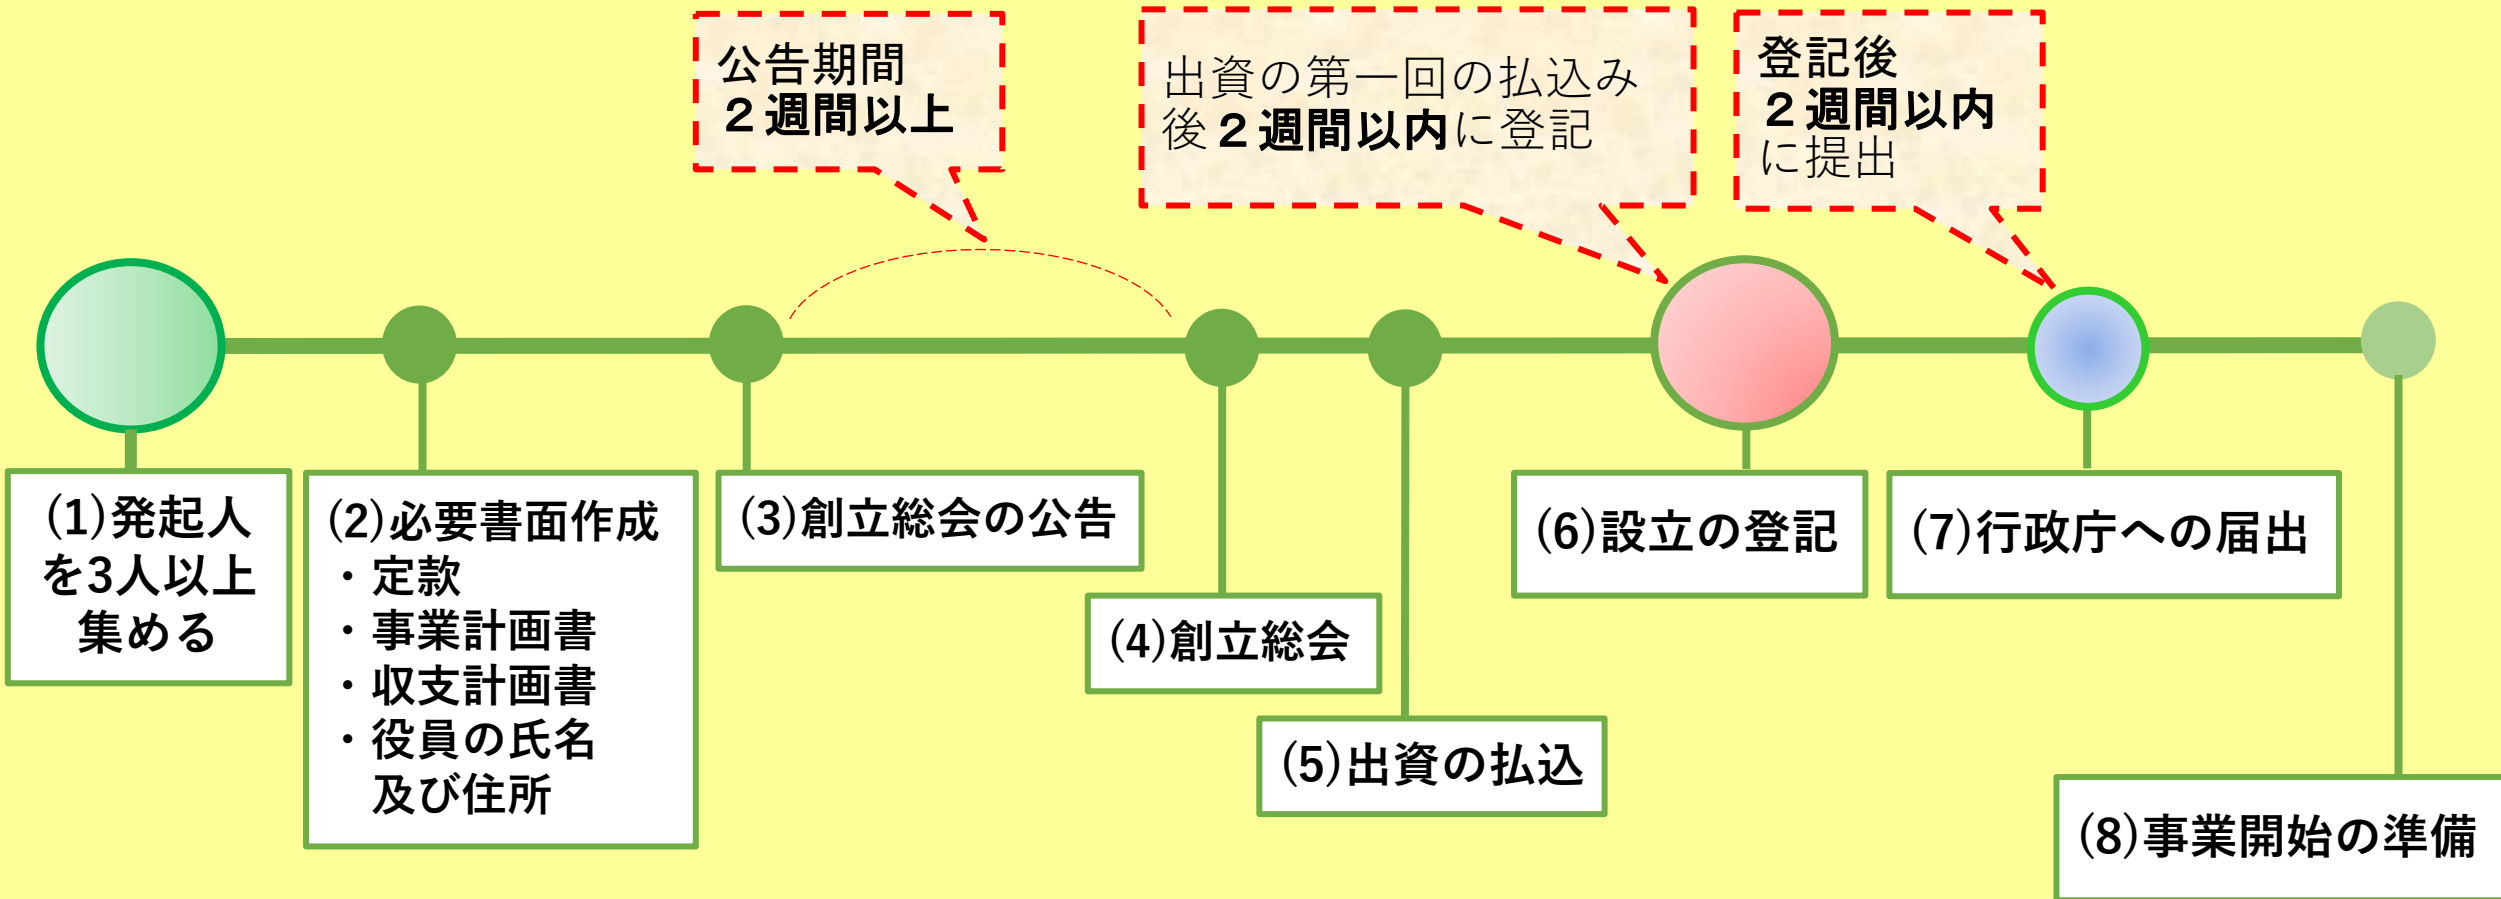 公告期間
２週間以上
出資の第一回の払込み
後２週間以内に登記
登記後
２週間以内
に提出
(1)発起人
を3人以上
集める
(2)必要書面作成
・定款
・事業計画書
・収支計画書
・役員の氏名
及び住所
(3)創立総会の公告
(4)創立総会
(5)出資の払込
(6)設立の登記
(7)行政庁への届出
(8)事業開始の準備